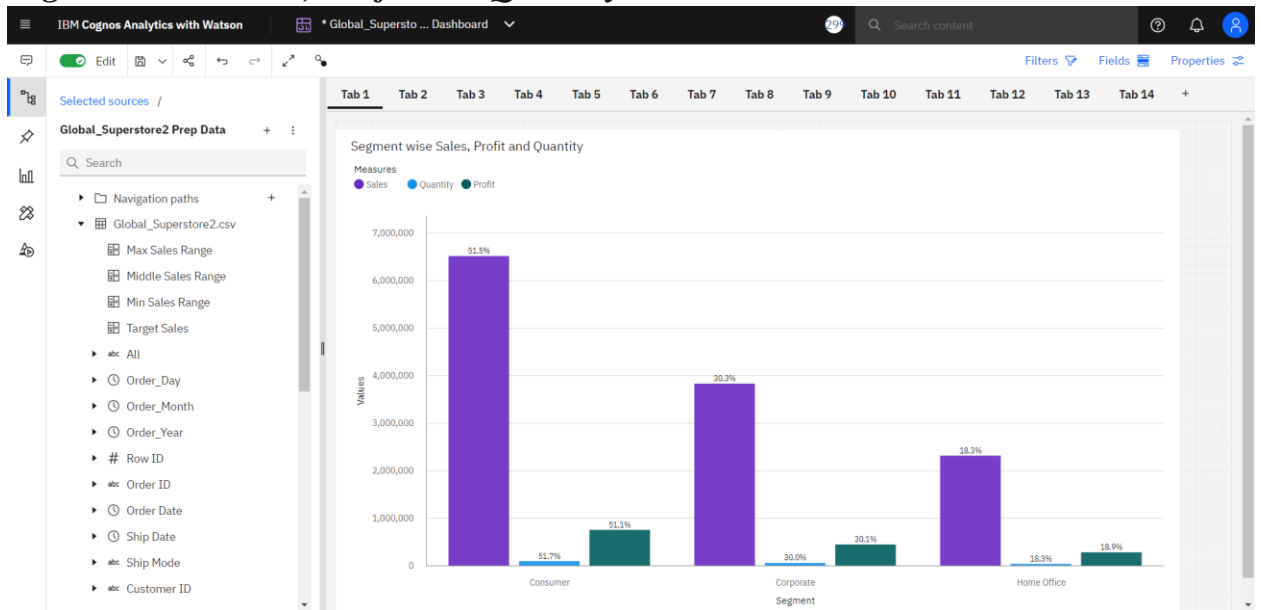 IBM Cognos Analytics with Watson
* Global_Supersto ... Dashboard
299
Search content
Edit
Filters
Fields
Properties
Selected sources /
Global_Superstore2 Prep Data
Search
Navigation paths
Global_Superstore2.csv
Max Sales Range
Middle Sales Range
Min Sales Range
Target Sales
abc All
Order_Day
Order_Month
Order_Year
# Row ID
abc Order ID
Order Date
Ship Date
abc Ship Mode
abc Customer ID
Tab 1 Tab 2 Tab 3 Tab 4 Tab 5 Tab 6 Tab 7 Tab 8 Tab 9 Tab 10 Tab 11 Tab 12 Tab 13 Tab 14 +
Segment wise Sales, Profit and Quantity
Measures
Sales Quantity Profit
Values
7,000,000
6,000,000
5,000,000
4,000,000
3,000,000
2,000,000
1,000,000
0
51.5%
51.7%
51.1%
30.3%
30.0%
30.1%
18.3%
18.3%
18.9%
Consumer
Corporate
Home Office
Segment